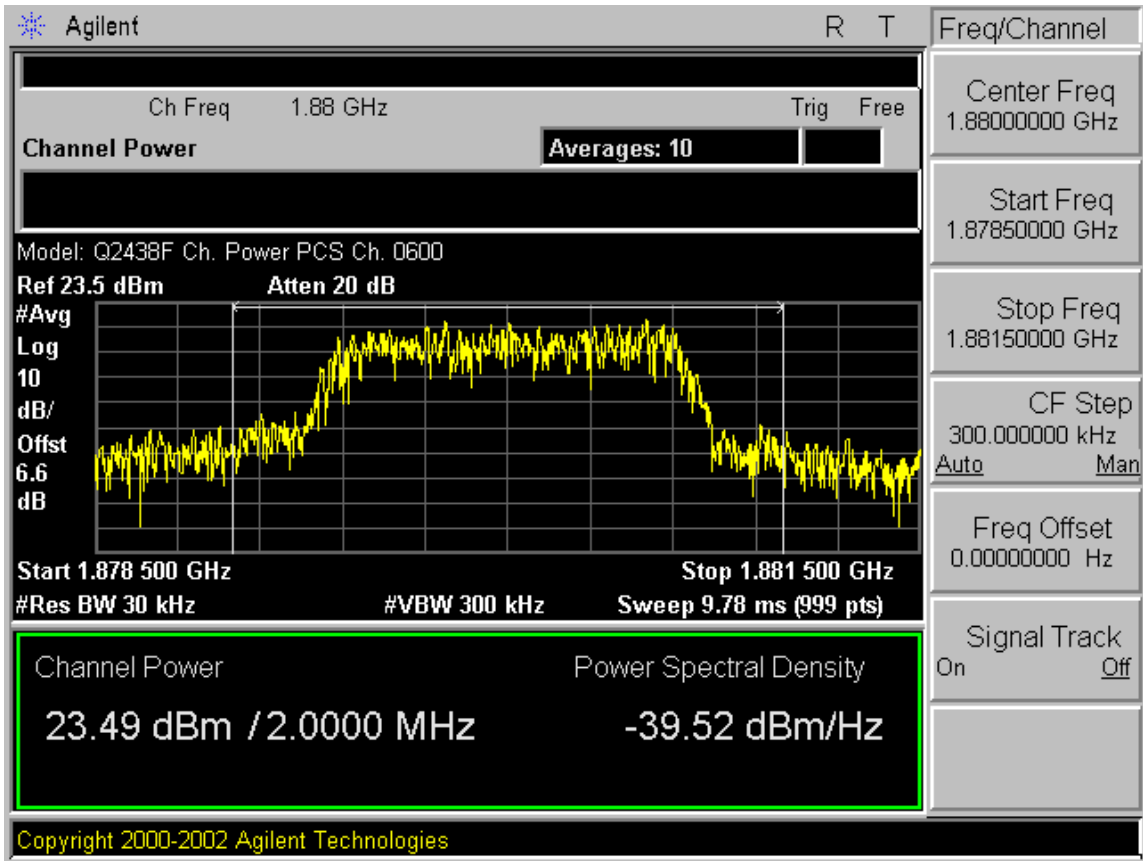 Agilent R T Freq/Channel
Ch Freq 1.88 GHz Trig Free
Channel Power Averages: 10
Model: Q2438F Ch. Power PCS Ch. 0600
Ref 23.5 dBm Atten 20 dB
#Avg
Log
10
dB/
Offst
6.6
dB
Start 1.878 500 GHz Stop 1.881 500 GHz
#Res BW 30 kHz #VBW 300 kHz Sweep 9.78 ms (999 pts)
Channel Power Power Spectral Density
23.49 dBm / 2.0000 MHz -39.52 dBm/Hz
Copyright 2000-2002 Agilent Technologies
Center Freq
1.88000000 GHz
Start Freq
1.87850000 GHz
Stop Freq
1.88150000 GHz
CF Step
300.000000 kHz
Auto Man
Freq Offset
0.00000000 Hz
Signal Track
On Off